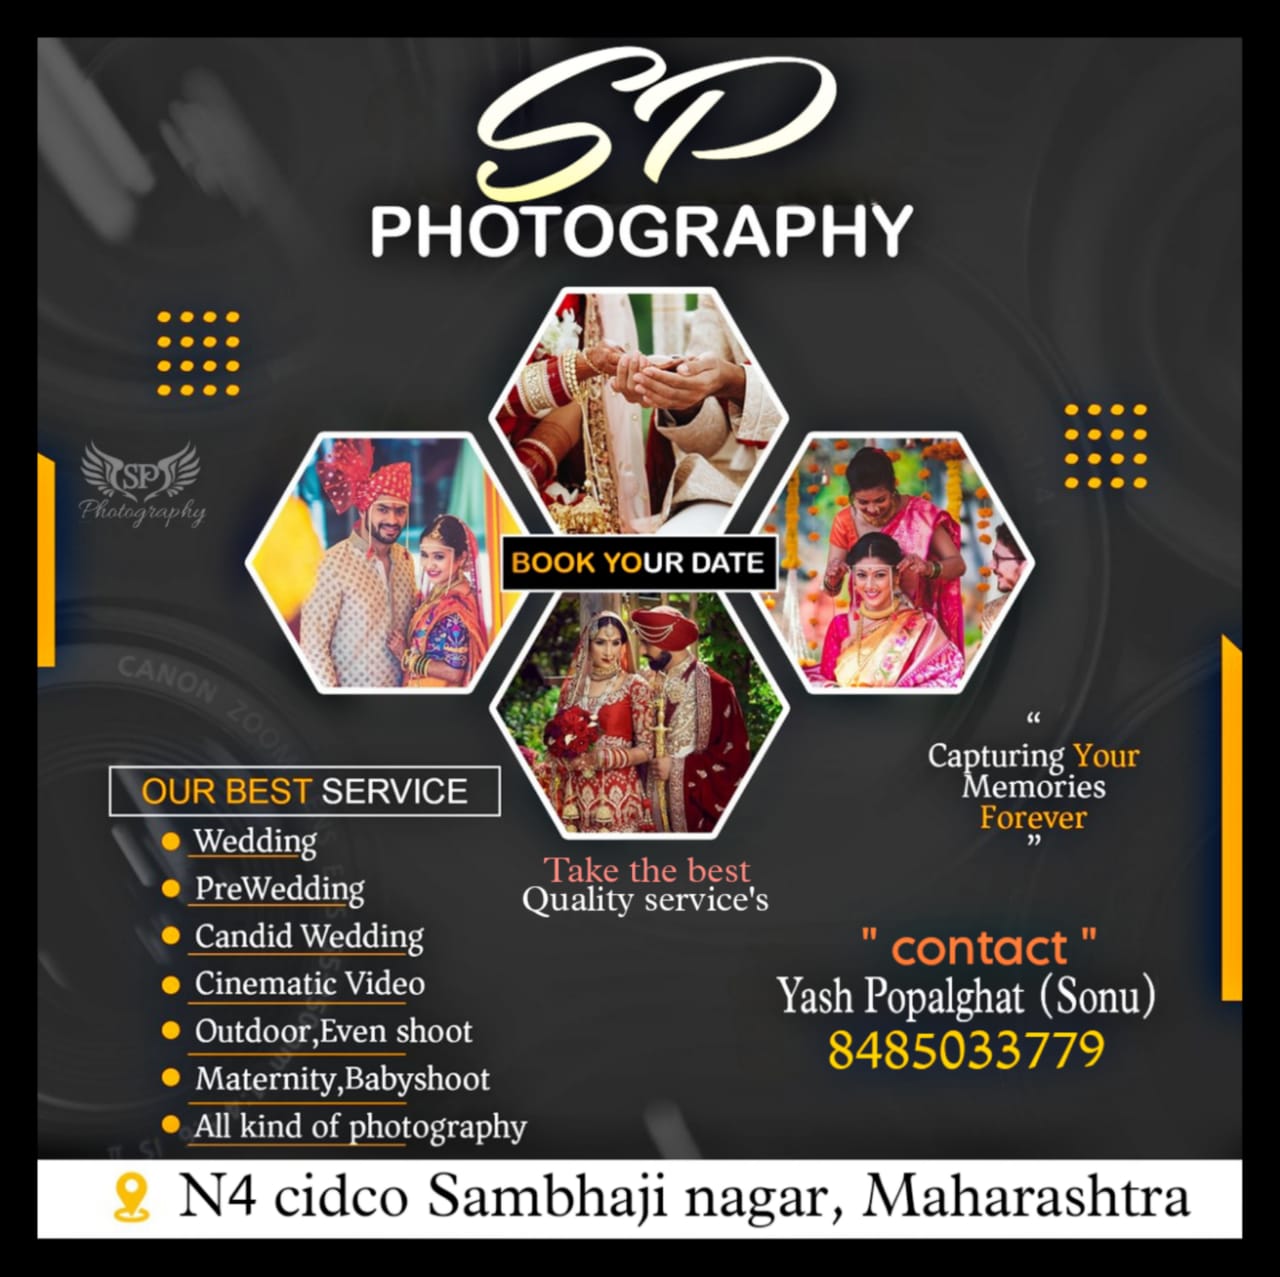 SP
PHOTOGRAPHY
SP
Photography
BOOK YOUR DATE
CANON ZOOM
“
Capturing Your
Memories
Forever
”
OUR BEST SERVICE
Wedding
PreWedding
Candid Wedding
Cinematic Video
Outdoor,Even shoot
Maternity,Babyshoot
All kind of photography
Take the best
Quality service's
" contact "
Yash Popalghat (Sonu)
8485033779
N4 cidco Sambhaji nagar, Maharashtra